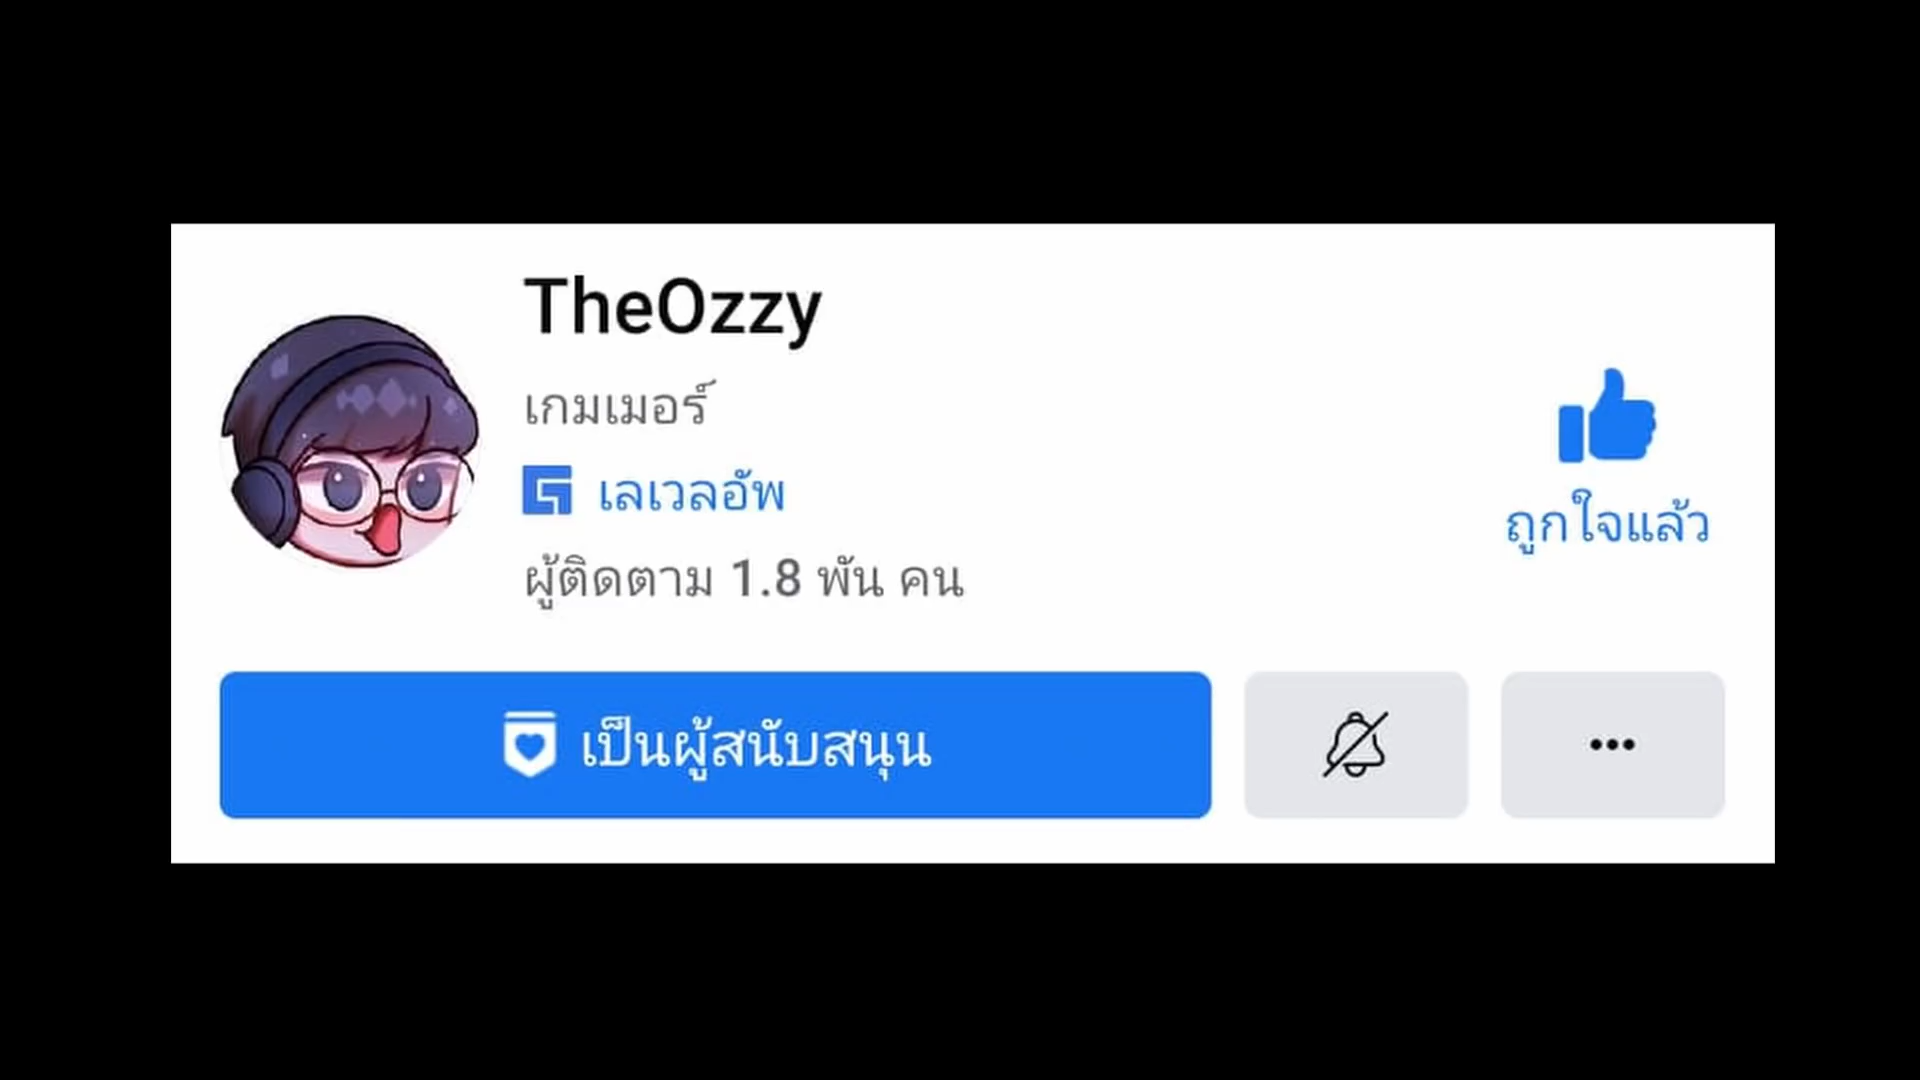 TheOzzy
เกมเมอร์
เลเวลอัพ
ผู้ติดตาม 1.8 พัน คน
ถูกใจแล้ว
เป็นผู้สนับสนุน